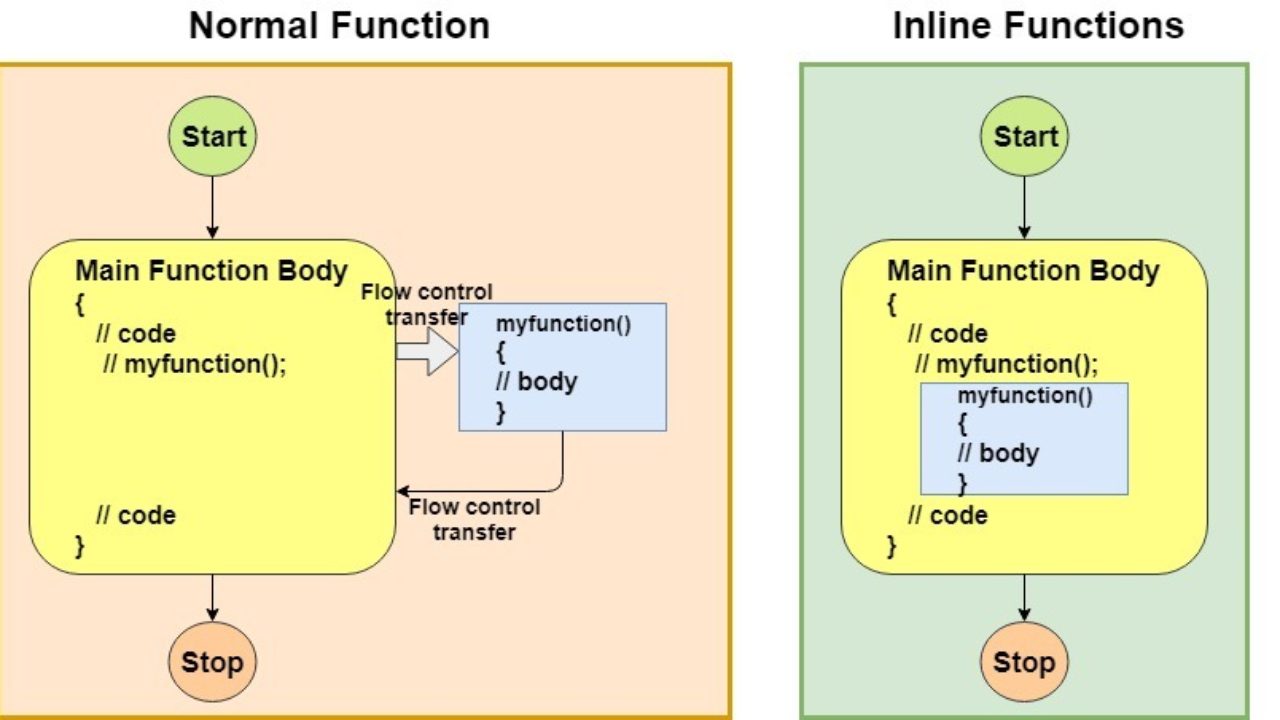 Normal Function
Start
Main Function Body
{
// code
// myfunction();
Flow control
transfer
myfunction()
{
// body
}
Flow control
transfer
// code
}
Stop
Inline Functions
Start
Main Function Body
{
// code
// myfunction();
myfunction()
{
// body
}
// code
}
Stop